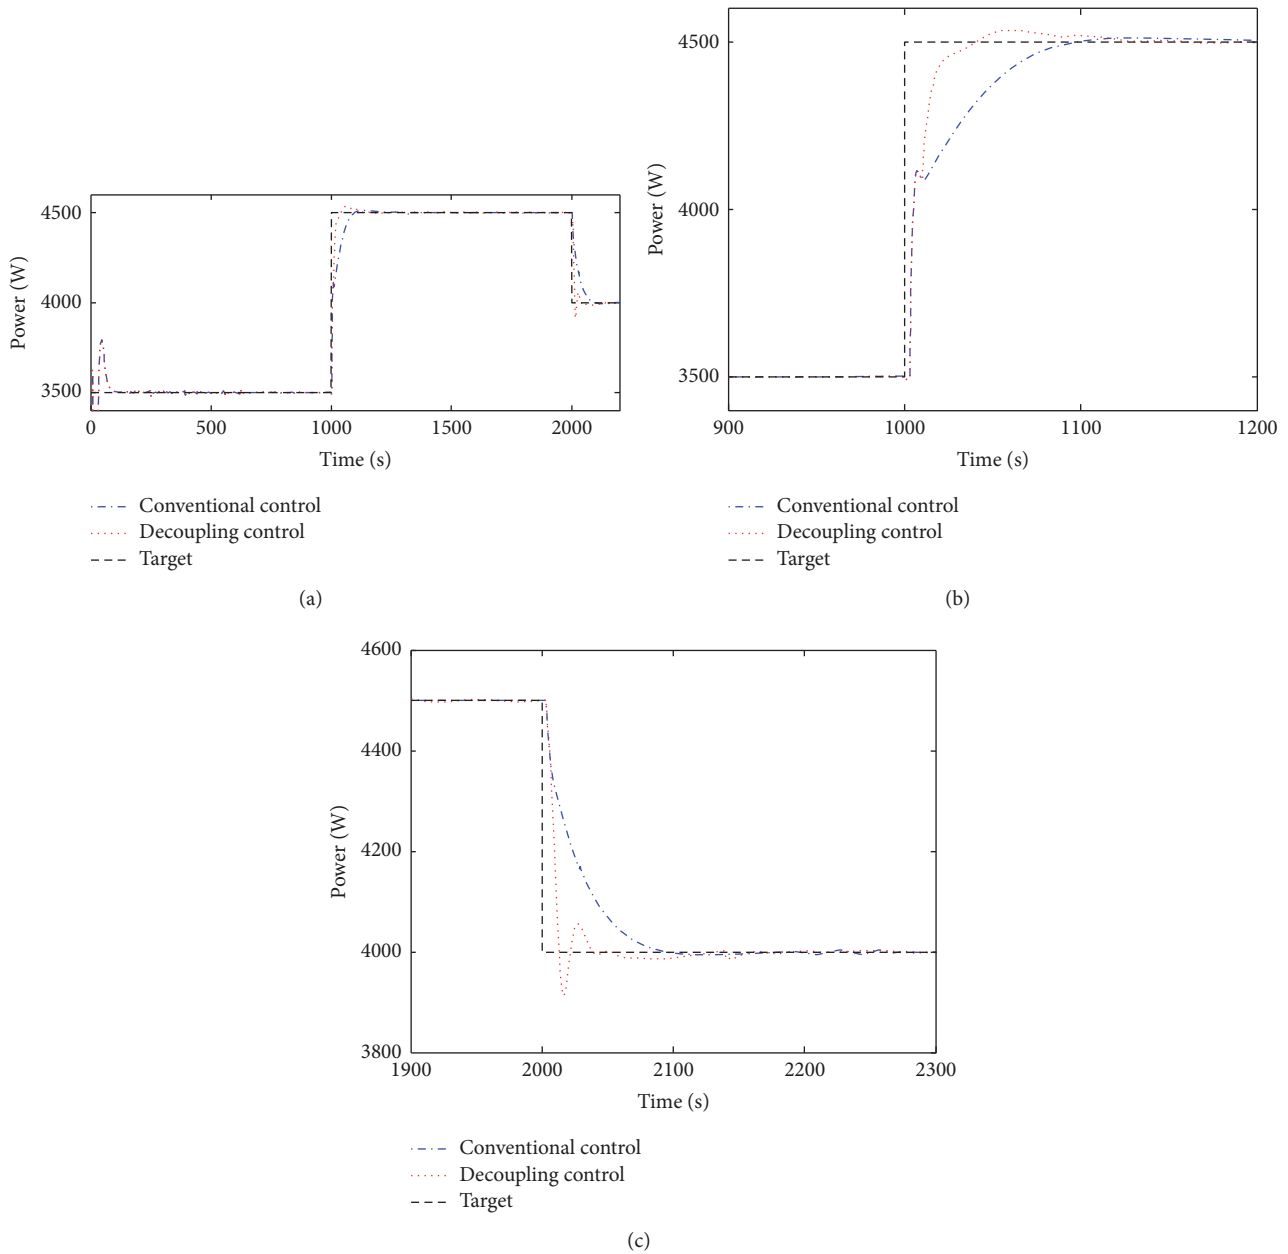 4500
4000
3500
Power (W)
0
500
1000
1500
2000
Time (s)
Conventional control
Decoupling control
Target
(a)
4500
4000
3500
Power (W)
900
1000
1100
1200
Time (s)
Conventional control
Decoupling control
Target
(b)
4600
4400
4200
4000
3800
Power (W)
1900
2000
2100
2200
2300
Time (s)
Conventional control
Decoupling control
Target
(c)